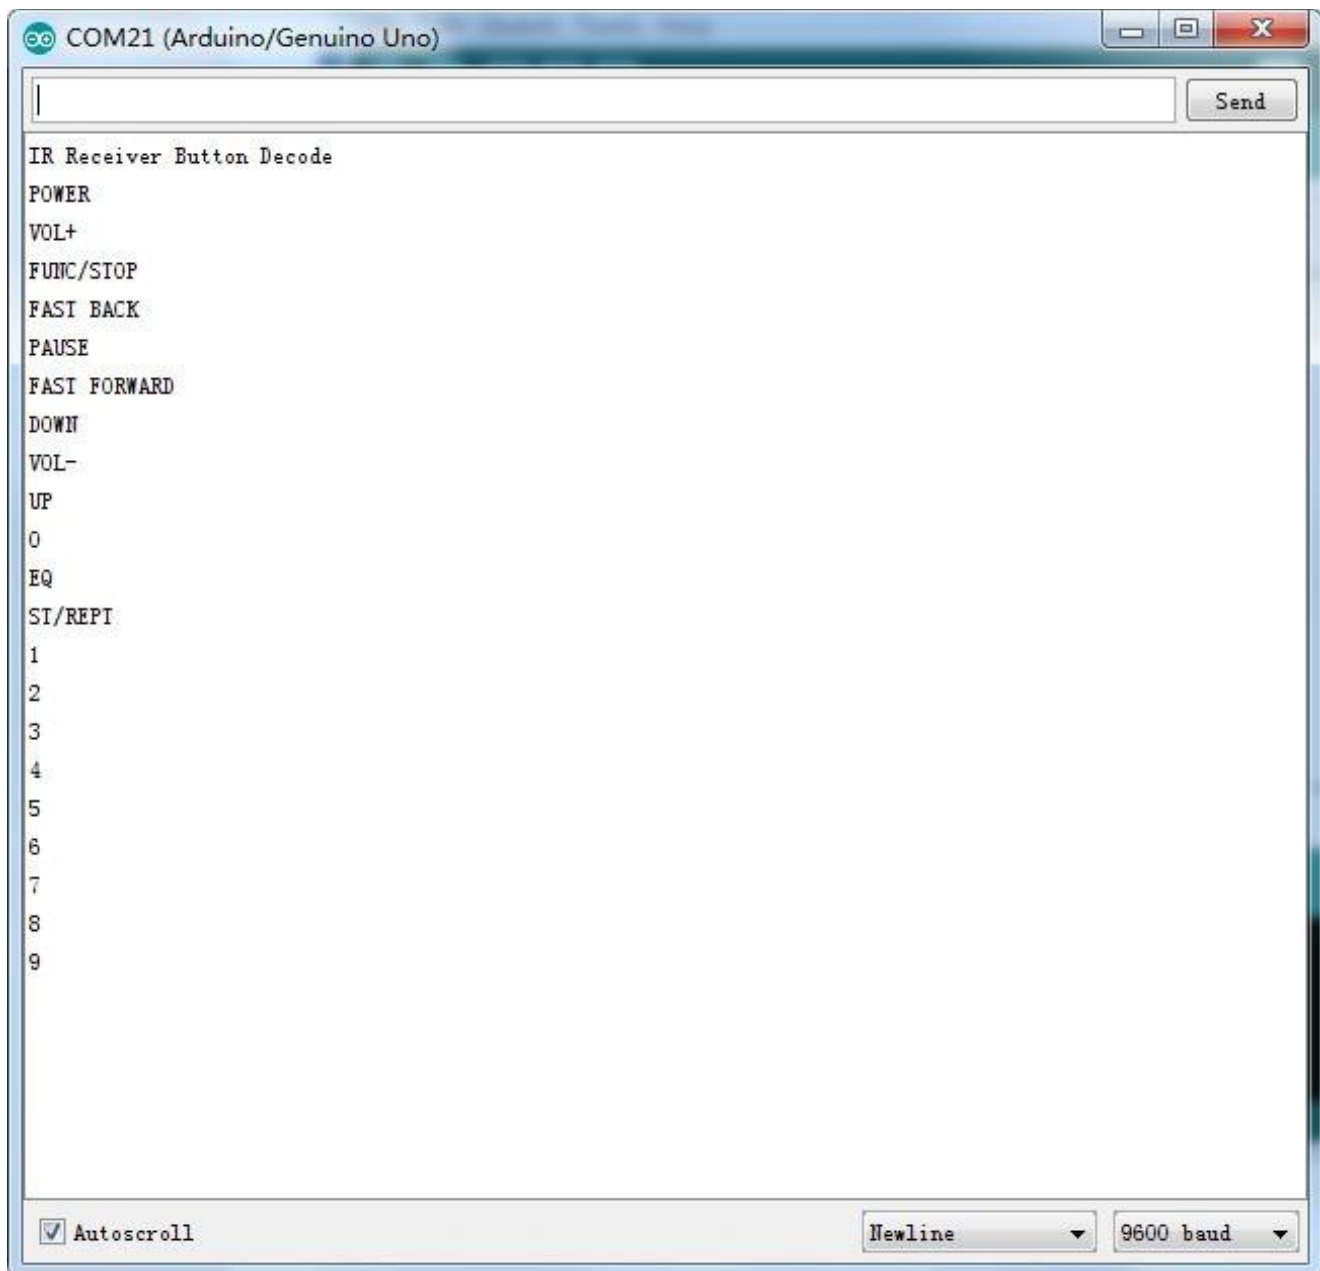 COM21 (Arduino/Genuino Uno)
Send
IR Receiver Button Decode
POWER
VOL+
FUNC/STOP
FAST BACK
PAUSE
FAST FORWARD
DOWN
VOL-
UP
0
EQ
ST/REPT
1
2
3
4
5
6
7
8
9
Autoscroll
Newline
9600 baud